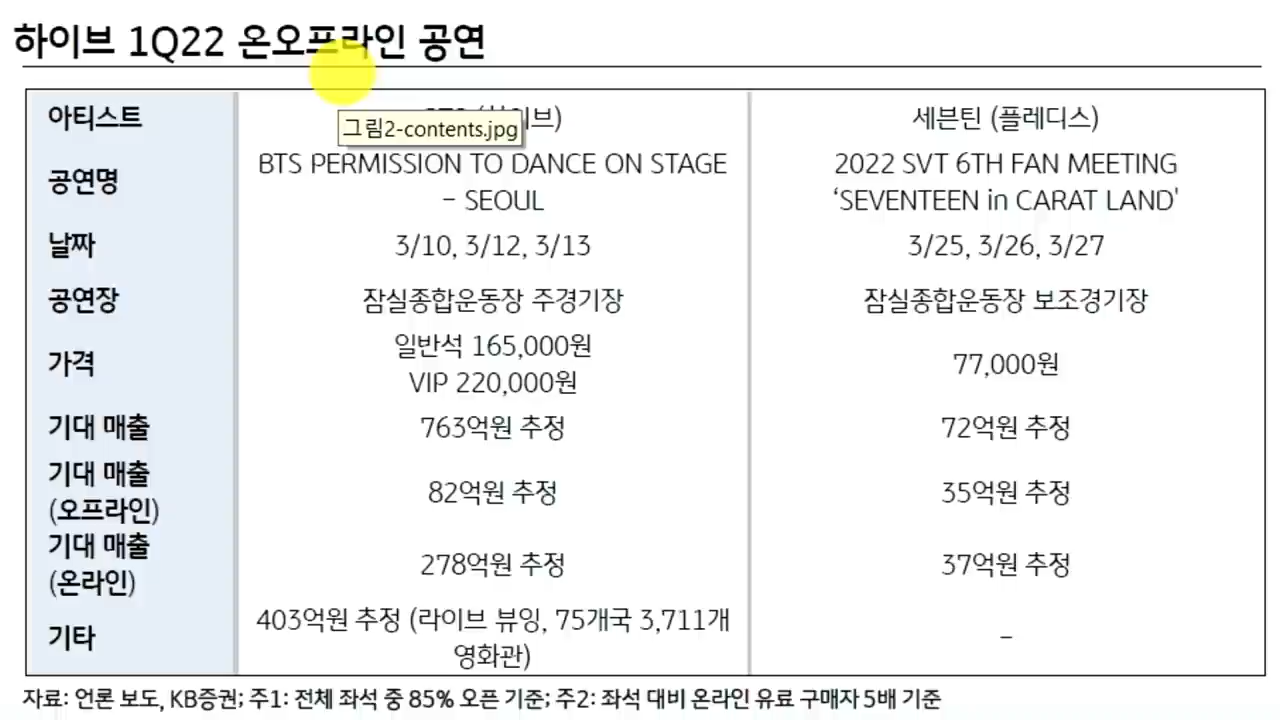 하이브 1Q22 온오프라인 공연
아티스트
세븐틴 (플레디스)
그림2-contents.jpg
공연명
BTS PERMISSION TO DANCE ON STAGE
– SEOUL
2022 SVT 6TH FAN MEETING
‘SEVENTEEN in CARAT LAND'
날짜
3/10, 3/12, 3/13
3/25, 3/26, 3/27
공연장
잠실종합운동장 주경기장
잠실종합운동장 보조경기장
가격
일반석 165,000원
VIP 220,000원
77,000원
기대 매출
763억원 추정
72억원 추정
기대 매출
(오프라인)
82억원 추정
35억원 추정
기대 매출
(온라인)
278억원 추정
37억원 추정
기타
403억원 추정 (라이브 뷰잉, 75개국 3,711개
영화관)
–
자료: 언론 보도, KB증권; 주1: 전체 좌석 중 85% 오픈 기준; 주2: 좌석 대비 온라인 유료 구매자 5배 기준